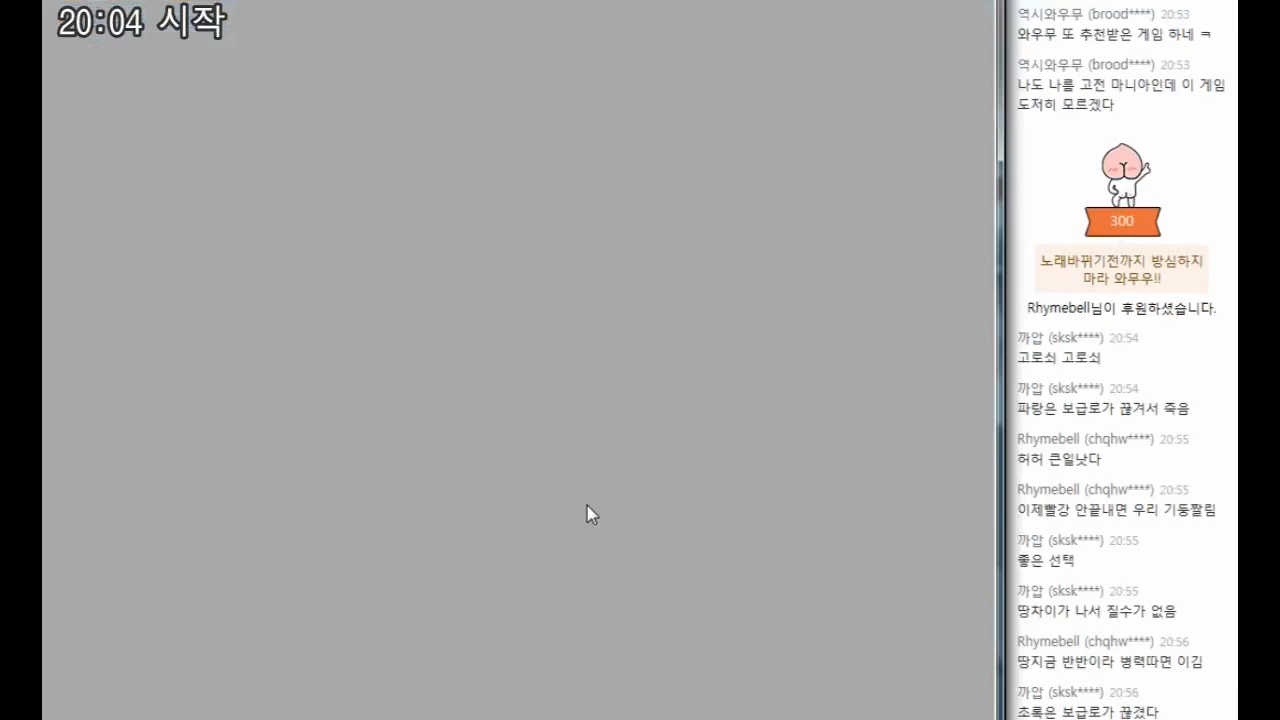 20:04 시작
역시와우무 (brood****) 20:53
와우무 또 추천받은 게임 하네 ㅋ
역시와우무 (brood****) 20:53
나도 나름 고전 마니아인데 이 게임
도저히 모르겠다
300
노래바뀌기전까지 방심하지
마라 와무우!!
Rhymebell님이 후원하셨습니다.
까압 (sksk****) 20:54
고로쇠 고로쇠
까압 (sksk****) 20:54
파랑은 보급로가 끊겨서 죽음
Rhymebell (chqhw****) 20:55
허허 큰일낫다
Rhymebell (chqhw****) 20:55
이제빨강 안끝내면 우리 기둥짤림
까압 (sksk****) 20:55
좋은 선택
까압 (sksk****) 20:55
땅차이가 나서 질수가 없음
Rhymebell (chqhw****) 20:56
땅지금 반반이라 병력따면 이김
까압 (sksk****) 20:56
초록은 보급로가 끊겼다